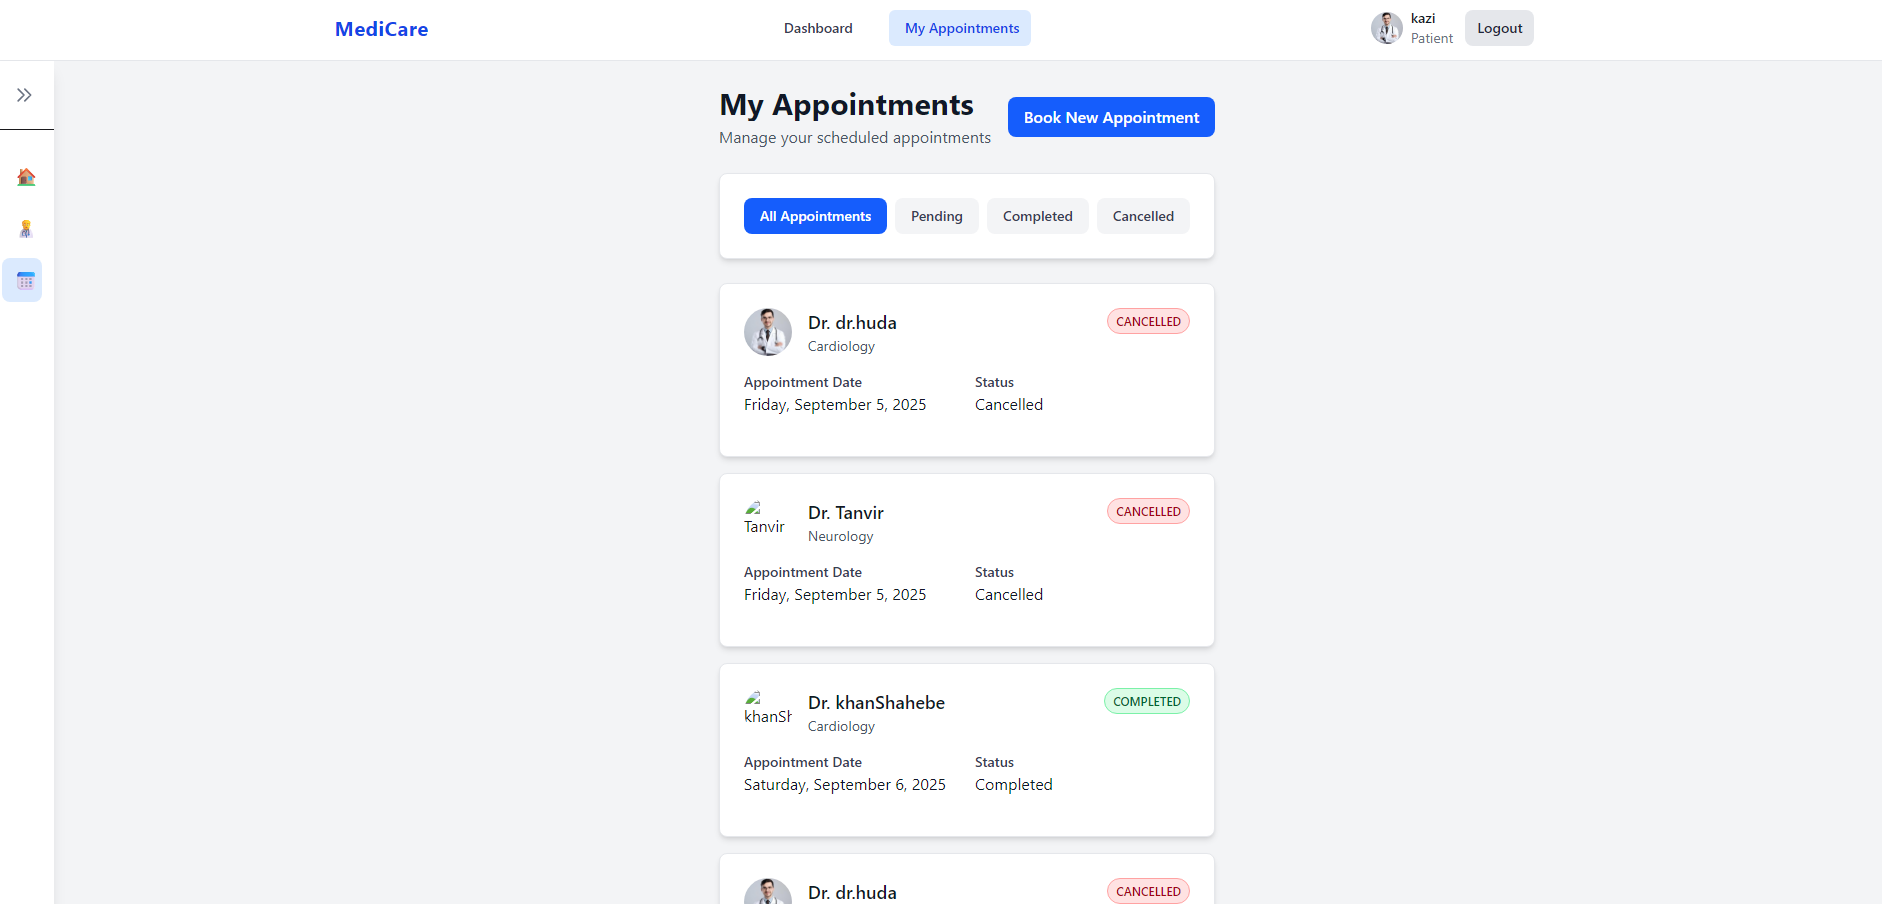 MediCare
Dashboard
My Appointments
kazi
Patient
Logout
My Appointments
Manage your scheduled appointments
Book New Appointment
All Appointments
Pending
Completed
Cancelled
Dr. dr.huda
Cardiology
CANCELLED
Appointment Date
Status
Friday, September 5, 2025
Cancelled
Tanvir
Dr. Tanvir
Neurology
CANCELLED
Appointment Date
Status
Friday, September 5, 2025
Cancelled
khanSh
Dr. khanShahebe
Cardiology
COMPLETED
Appointment Date
Status
Saturday, September 6, 2025
Completed
Dr. dr.huda
CANCELLED